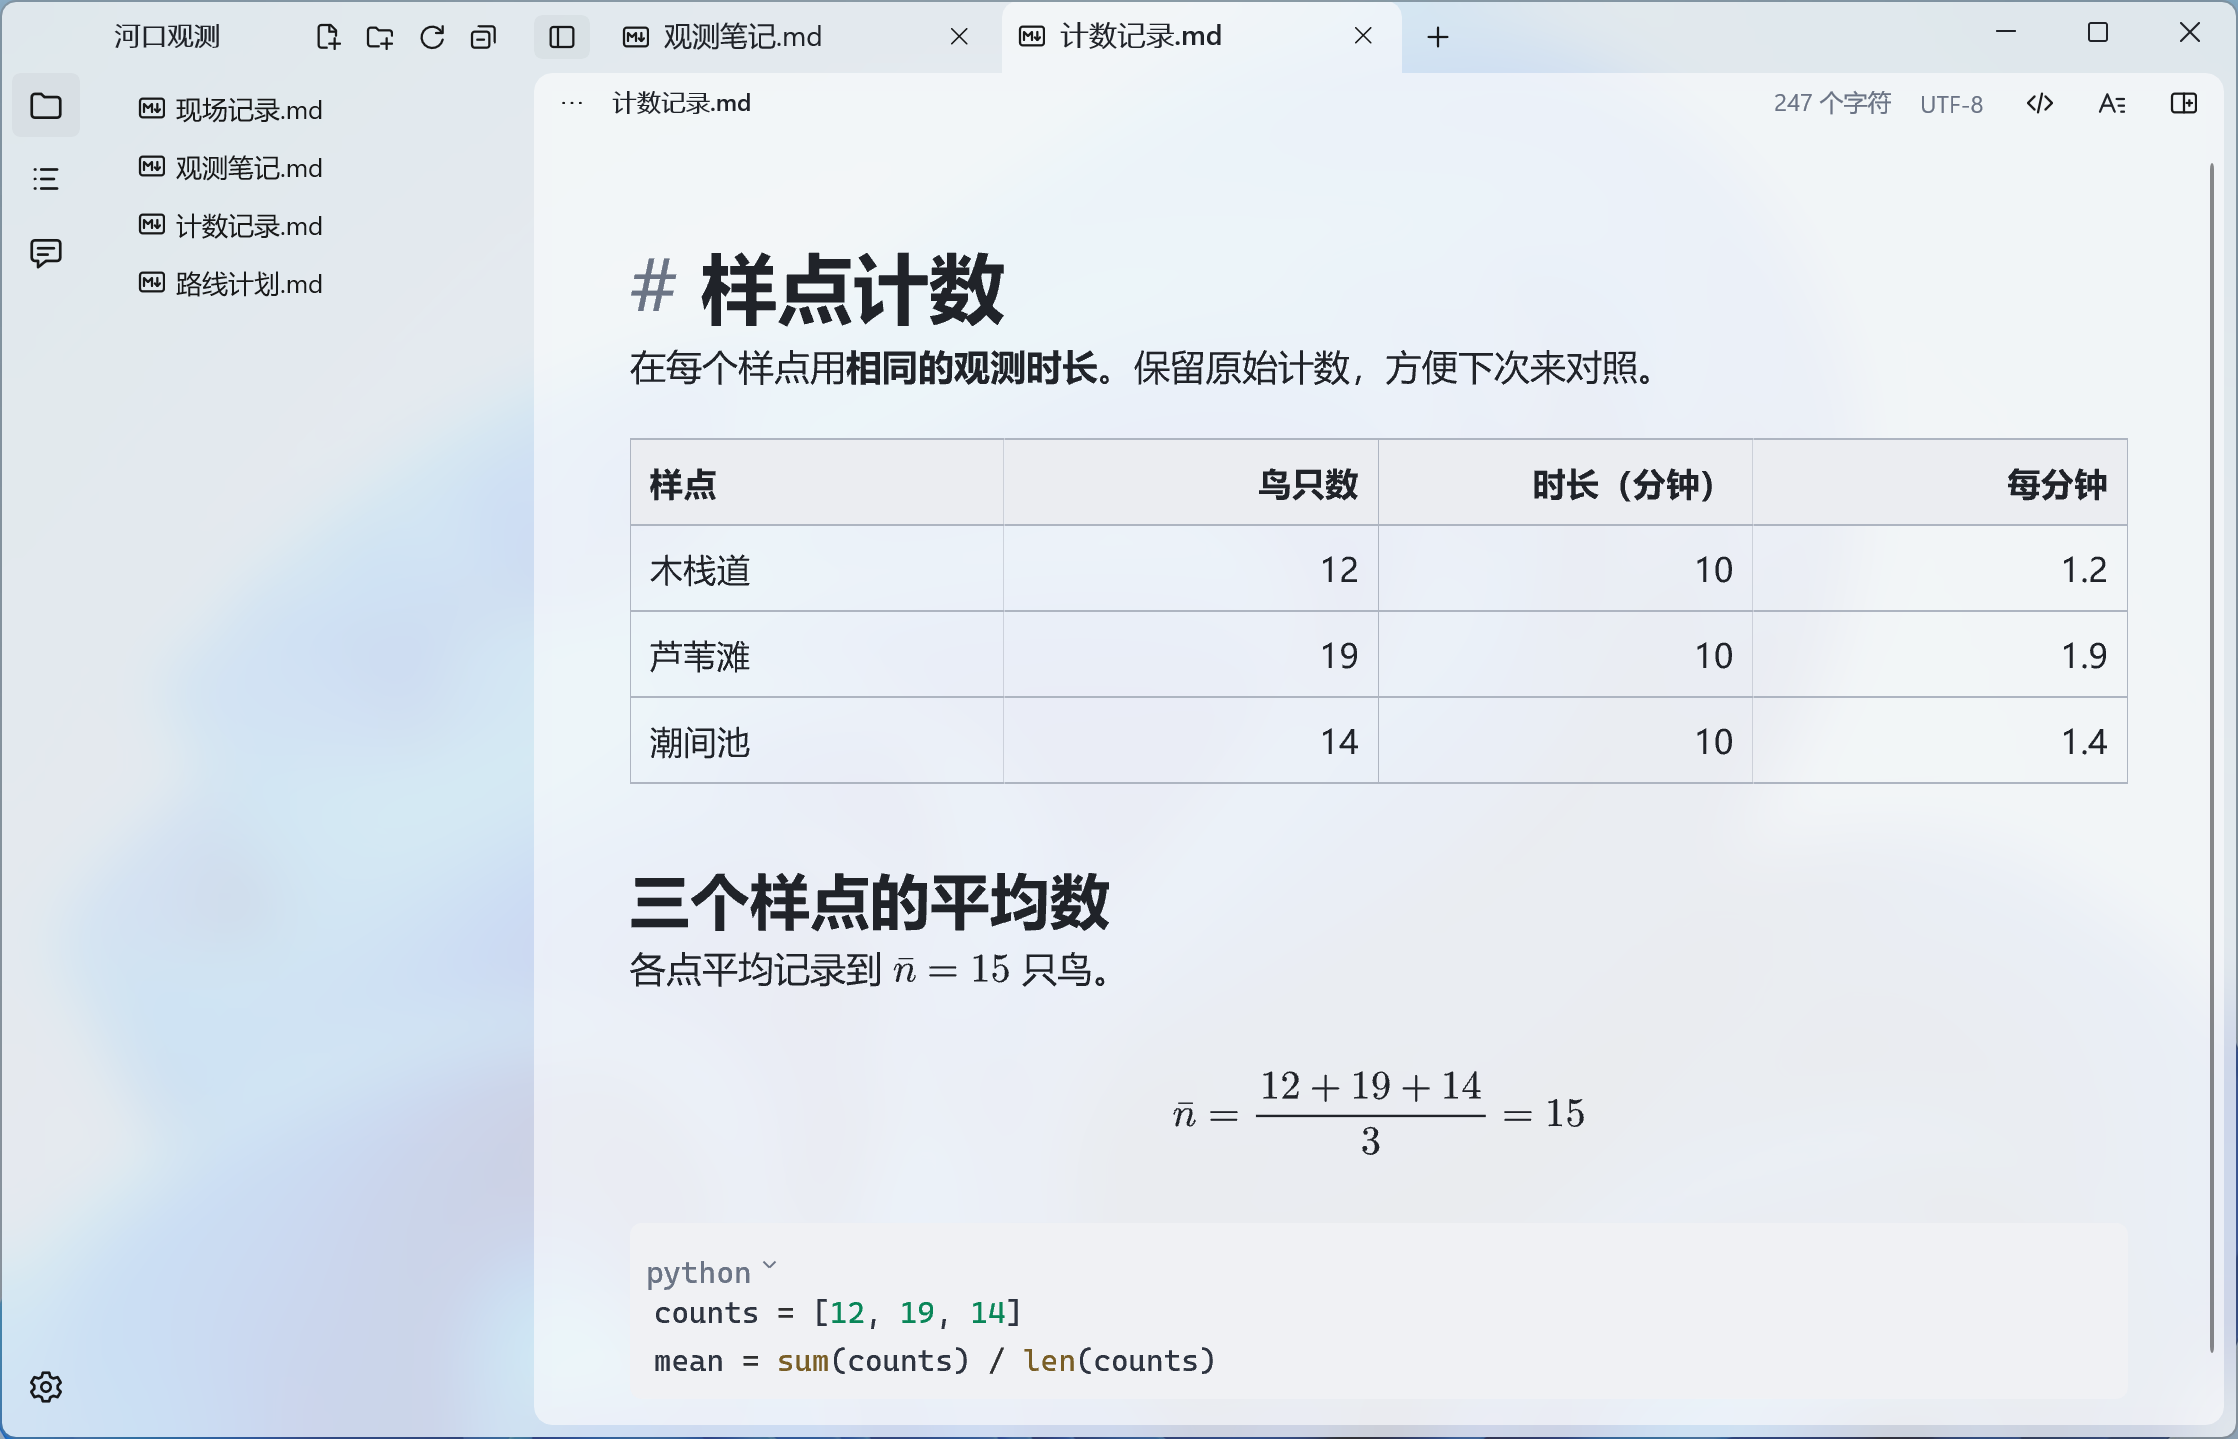 河口观测
观测笔记.md
计数记录.md
现场记录.md
观测笔记.md
计数记录.md
路线计划.md
··· 计数记录.md
247 个字符 UTF-8
# 样点计数
在每个样点用相同的观测时长。保留原始计数，方便下次来对照。
样点 鸟只数 时长（分钟） 每分钟
木栈道 12 10 1.2
芦苇滩 19 10 1.9
潮间池 14 10 1.4
三个样点的平均数
各点平均记录到 n̄ = 15 只鸟。
n̄ = (12 + 19 + 14) / 3 = 15
python
counts = [12, 19, 14]
mean = sum(counts) / len(counts)